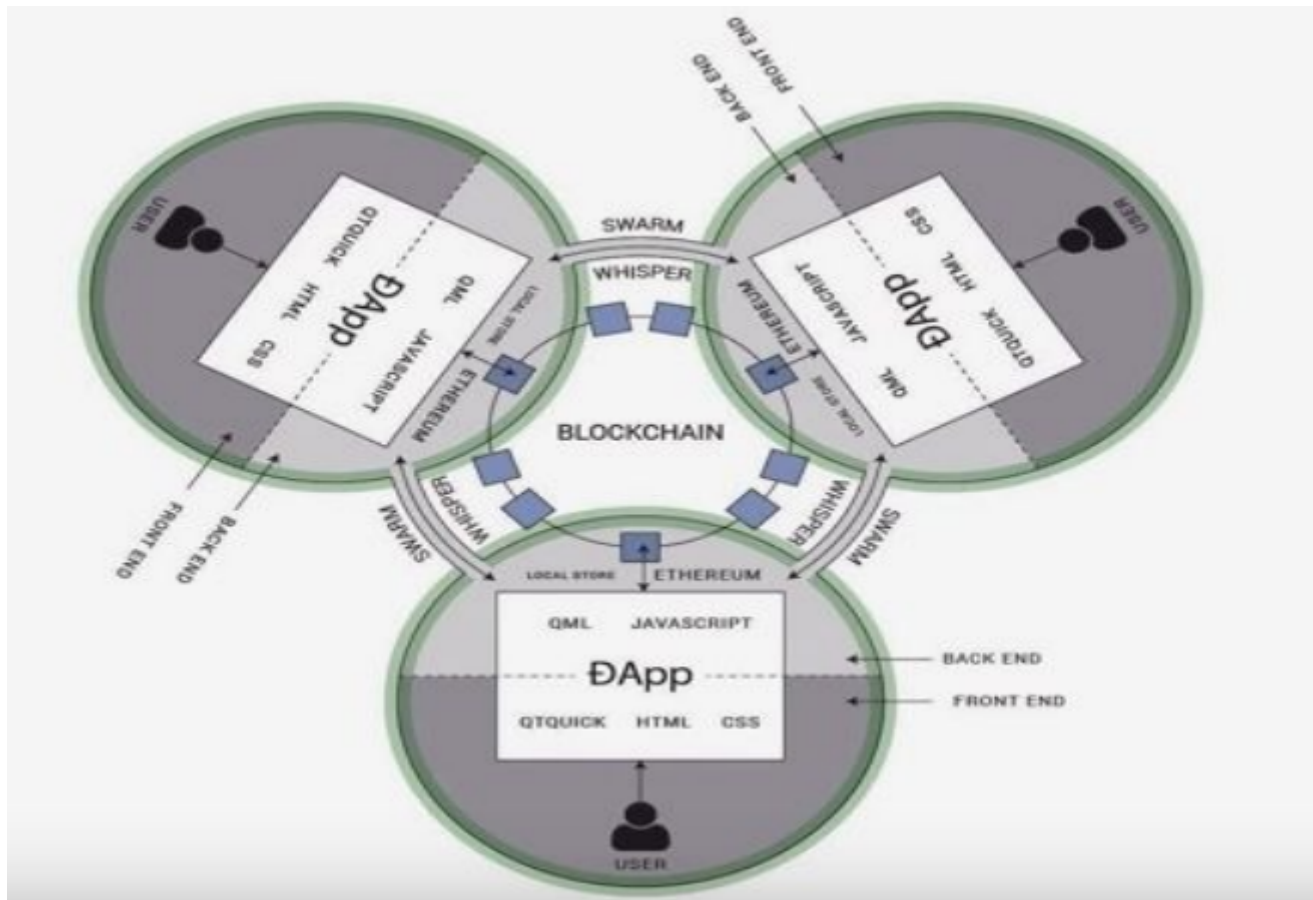 FRONT END
BACK END
USER
QTQUICK HTML CSS
ĐApp
QML JAVASCRIPT
LOCAL STORE ETHEREUM
FRONT END
BACK END
SWARM
WHISPER
USER
CSS HTML QTQUICK
ĐApp
JAVASCRIPT QML
ETHEREUM LOCAL STORE
BLOCKCHAIN
WHISPER
SWARM
WHISPER
SWARM
LOCAL STORE ETHEREUM
QML JAVASCRIPT
ĐApp
QTQUICK HTML CSS
BACK END
FRONT END
USER